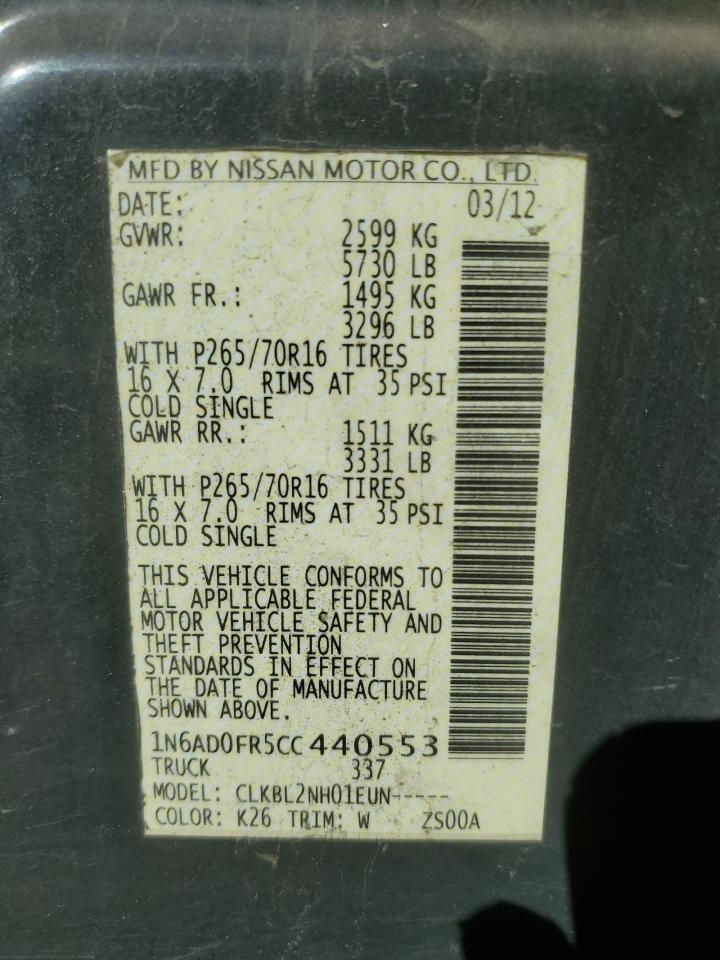 MFD BY NISSAN MOTOR CO., LTD.
DATE: 03/12
GVWR: 2599 KG
5730 LB
GAWR FR.: 1495 KG
3296 LB
WITH P265/70R16 TIRES
16 X 7.0 RIMS AT 35 PSI
COLD SINGLE
GAWR RR.: 1511 KG
3331 LB
WITH P265/70R16 TIRES
16 X 7.0 RIMS AT 35 PSI
COLD SINGLE
THIS VEHICLE CONFORMS TO
ALL APPLICABLE FEDERAL
MOTOR VEHICLE SAFETY AND
THEFT PREVENTION
STANDARDS IN EFFECT ON
THE DATE OF MANUFACTURE
SHOWN ABOVE.
1N6AD0FR5CC440553
TRUCK 337
MODEL: CLKBL2NH01EUN-----
COLOR: K26 TRIM: W ZS00A